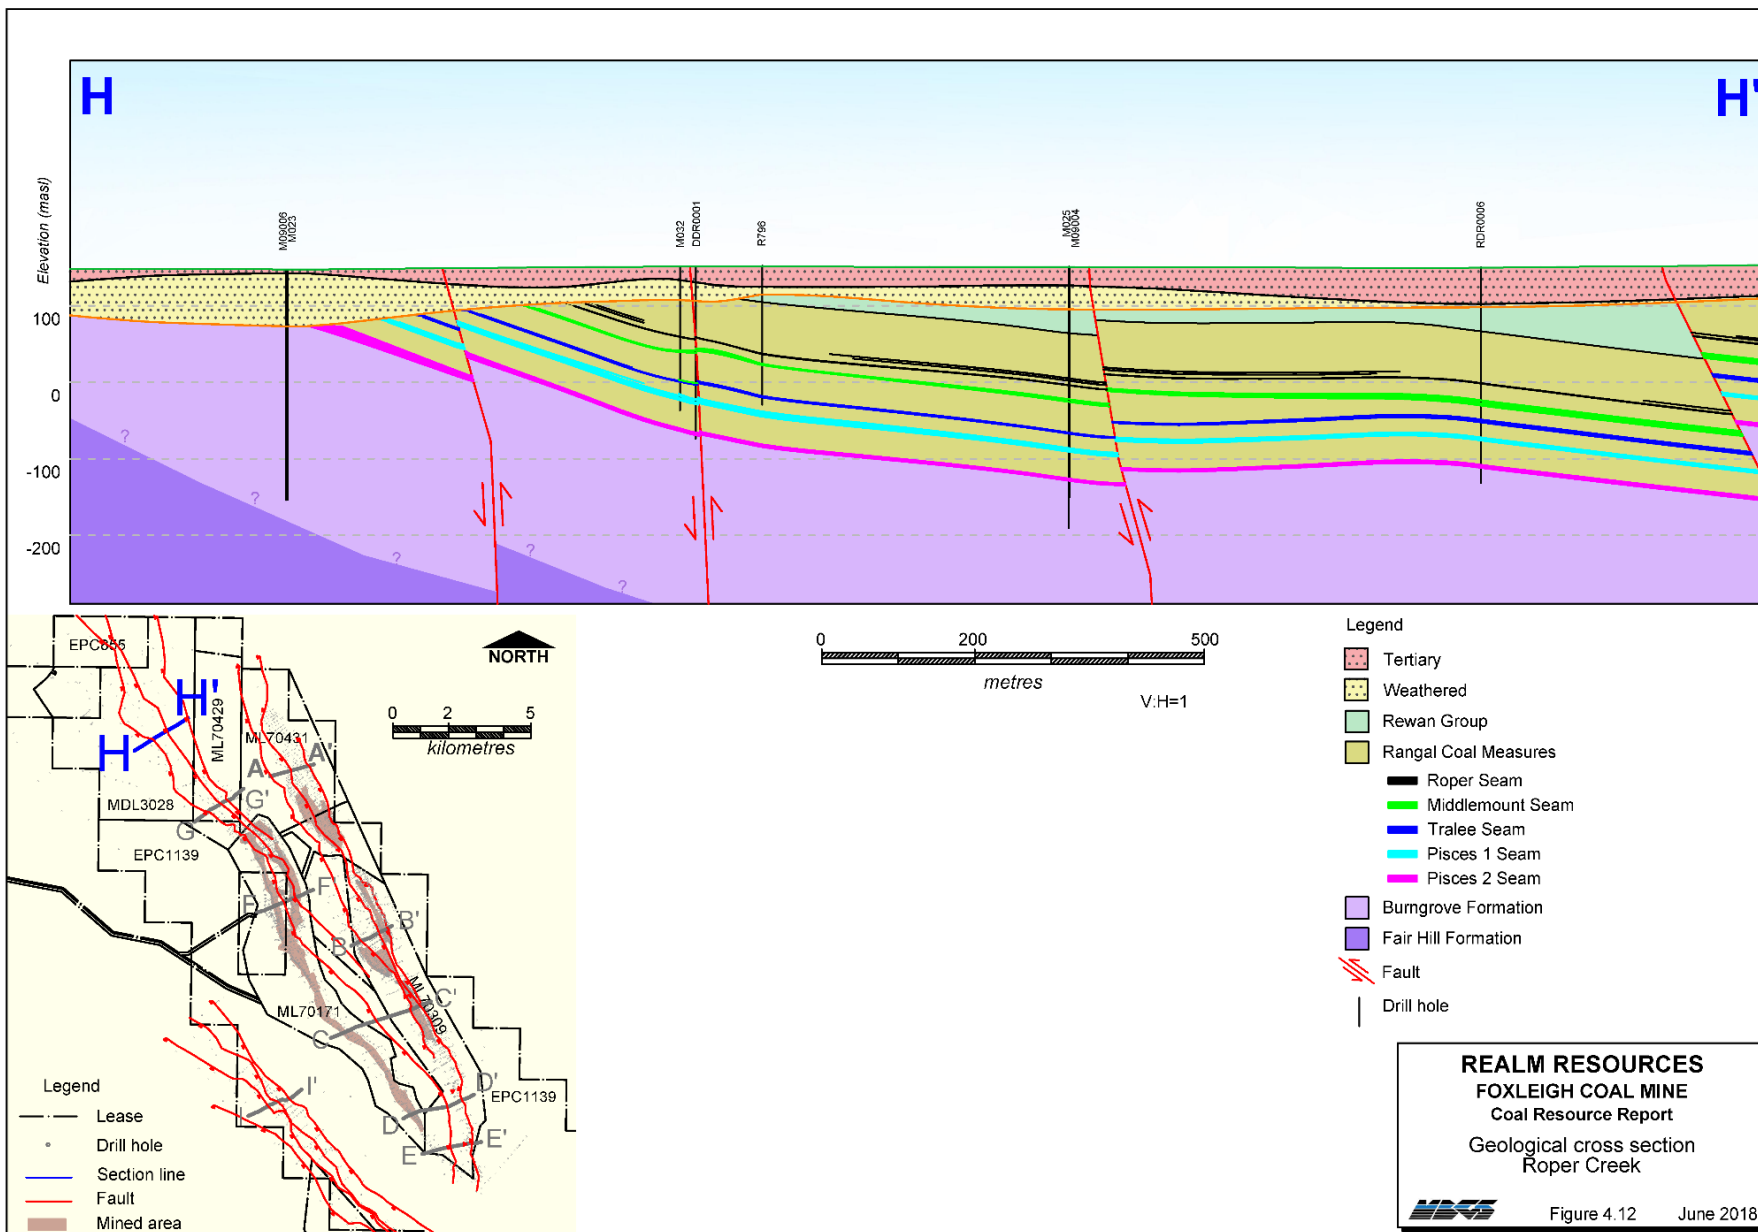 H
H'
Elevation (masl)
M09006
M023
M032
DDR0001
R796
M025
M09004
RDR0006
100
0
-100
-200
?
?
?
?
?
EPC855
NORTH
H'
H
ML70429
ML70431
A
A'
0 2 5
kilometres
MDL3028
G'
G
EPC1139
F'
B'
B
ML70171
C'
C
ML70309
I'
I
D'
D
EPC1139
E'
E
Legend
Lease
Drill hole
Section line
Fault
Mined area
0 200 500
metres
V:H=1
Legend
Tertiary
Weathered
Rewan Group
Rangal Coal Measures
Roper Seam
Middlemount Seam
Tralee Seam
Pisces 1 Seam
Pisces 2 Seam
Burngrove Formation
Fair Hill Formation
Fault
Drill hole
REALM RESOURCES
FOXLEIGH COAL MINE
Coal Resource Report
Geological cross section
Roper Creek
Figure 4.12 June 2018